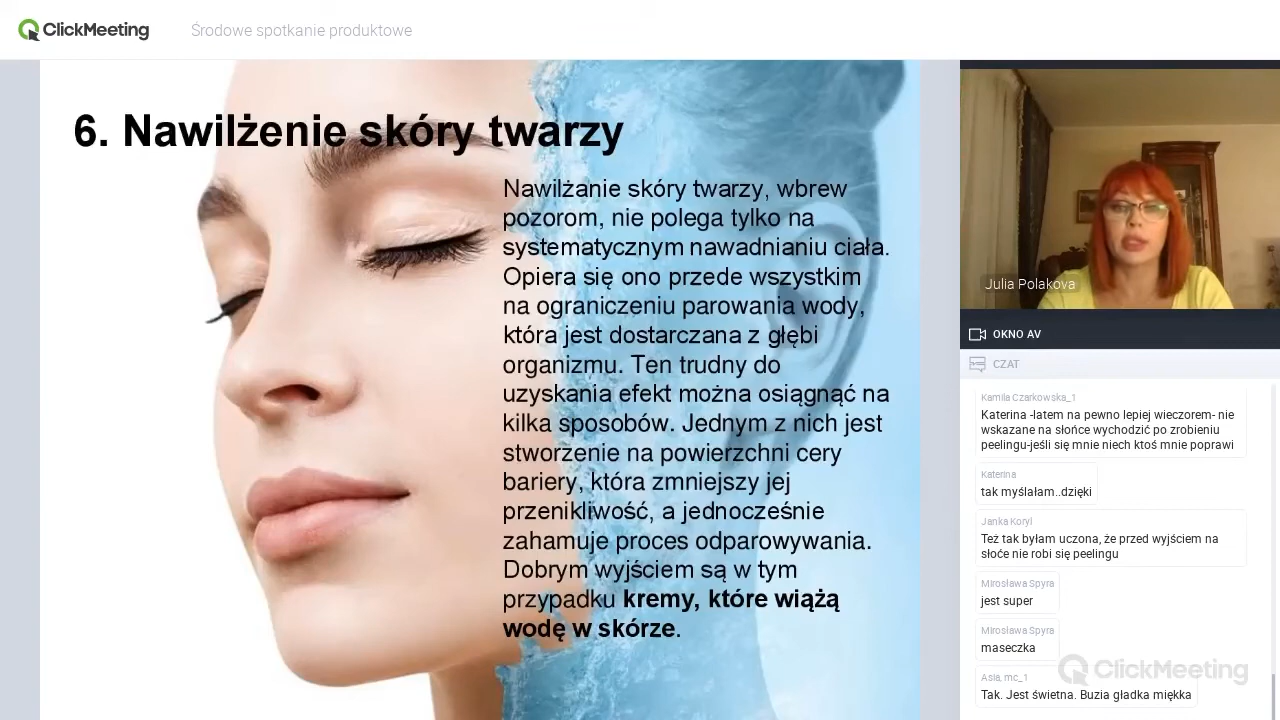 ClickMeeting
Środowe spotkanie produktowe
6. Nawilżenie skóry twarzy
Nawilżanie skóry twarzy, wbrew
pozorom, nie polega tylko na
systematycznym nawadnianiu ciała.
Opiera się ono przede wszystkim
na ograniczeniu parowania wody,
która jest dostarczana z głębi
organizmu. Ten trudny do
uzyskania efekt można osiągnąć na
kilka sposobów. Jednym z nich jest
stworzenie na powierzchni cery
bariery, która zmniejszy jej
przenikliwość, a jednocześnie
zahamuje proces odparowywania.
Dobrym wyjściem są w tym
przypadku kremy, które wiążą
wodę w skórze.
Julia Polakova
OKNO AV
CZAT
Kamila Czarkowska_1
Katerina -latem na pewno lepiej wieczorem- nie
wskazane na słońce wychodzić po zrobieniu
peelingu-jeśli się mnie niech ktoś mnie poprawi
Katerina
tak myślałam..dzięki
Janka Koryl
Też tak byłam uczona, że przed wyjściem na
słoće nie robi się peelingu
Mirosława Spyra
jest super
Mirosława Spyra
maseczka
Asia, mc_1
Tak. Jest świetna. Buzia gładka miękka
ClickMeeting